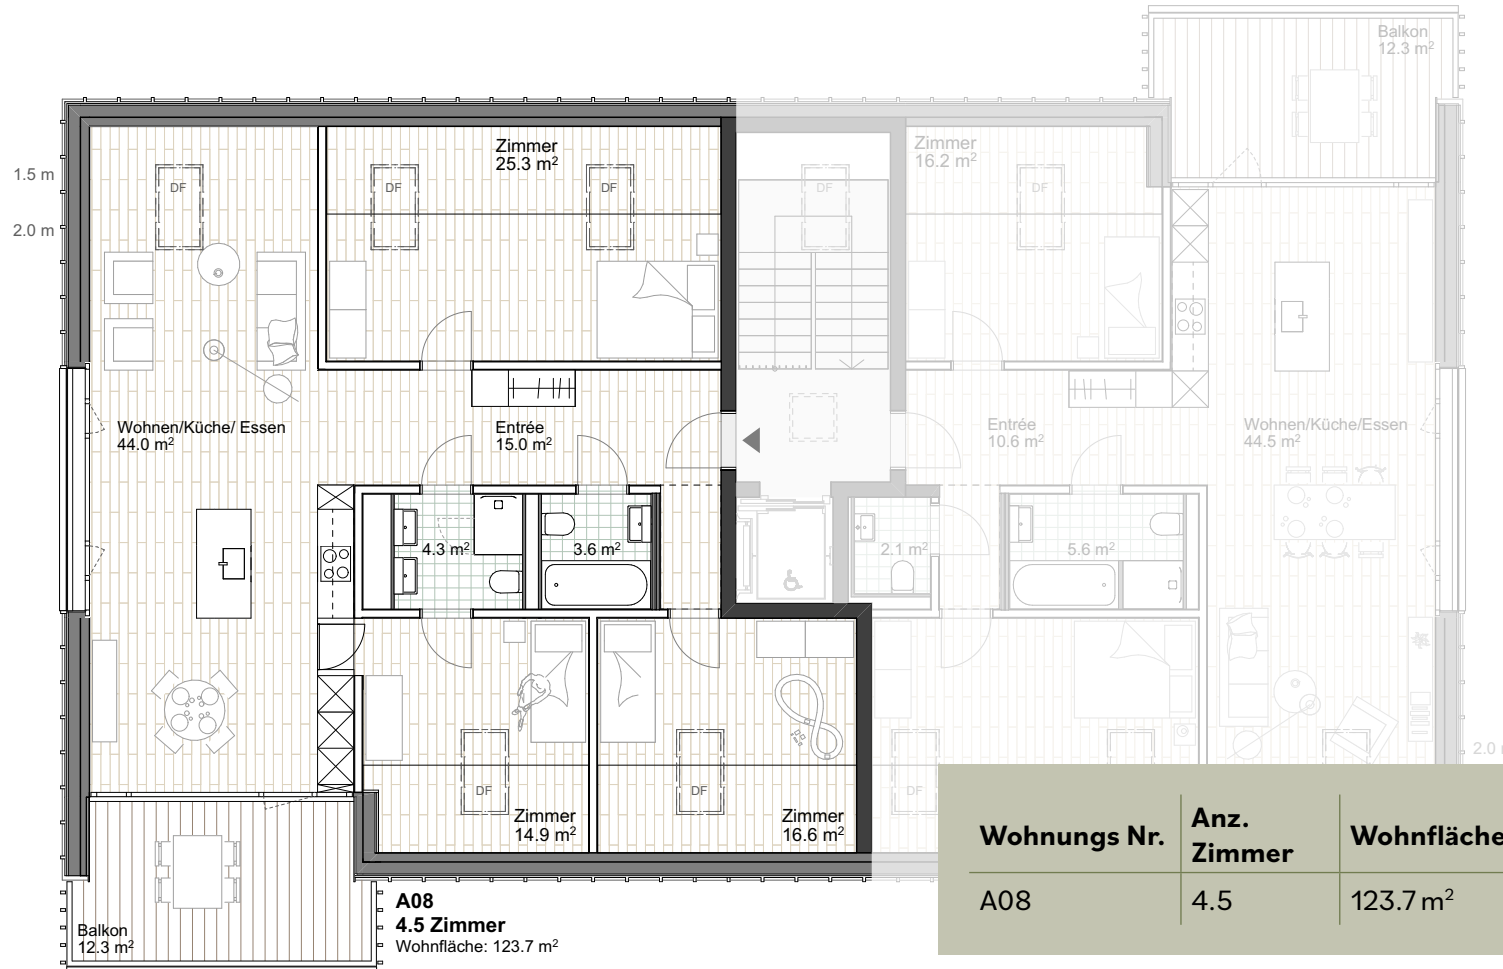 Balkon
12.3 m²
Zimmer
25.3 m²
Zimmer
16.2 m²
1.5 m
2.0 m
DF
DF
DF
DF
DF
Wohnen/Küche/ Essen
44.0 m²
Entrée
15.0 m²
Entrée
10.6 m²
Wohnen/Küche/Essen
44.5 m²
4.3 m²
3.6 m²
2.1 m²
5.6 m²
2.0 m
DF
DF
DF
Zimmer
14.9 m²
Zimmer
16.6 m²
Balkon
12.3 m²
A08
4.5 Zimmer
Wohnfläche: 123.7 m²
Wohnungs Nr.
Anz.
Zimmer
Wohnfläche
A08
4.5
123.7 m²